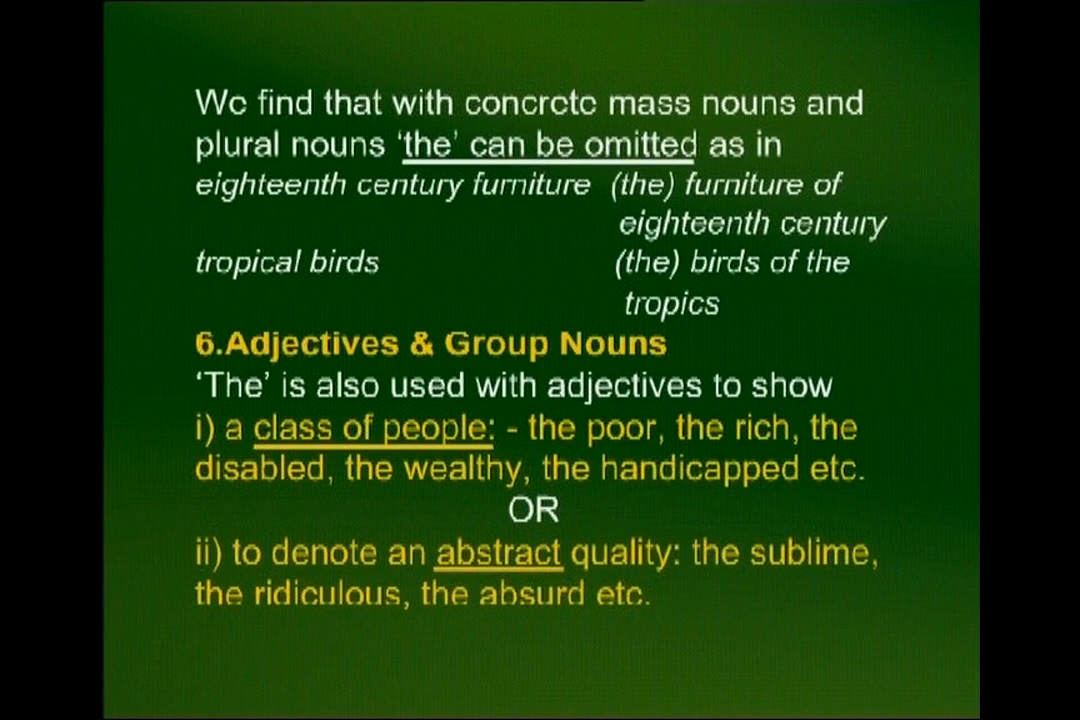 We find that with concrete mass nouns and
plural nouns ‘the’ can be omitted as in
eighteenth century furniture (the) furniture of
eighteenth century
tropical birds (the) birds of the
tropics
6.Adjectives & Group Nouns
‘The’ is also used with adjectives to show
i) a class of people: - the poor, the rich, the
disabled, the wealthy, the handicapped etc.
OR
ii) to denote an abstract quality: the sublime,
the ridiculous, the absurd etc.